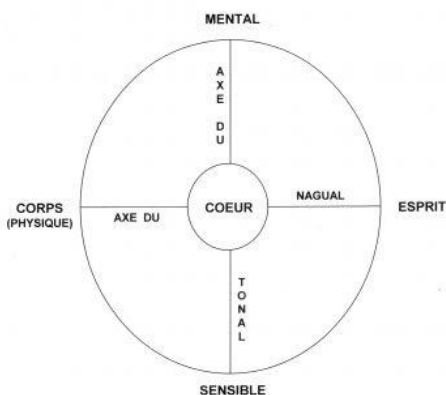 MENTAL
AXE DU
CORPS
(PHYSIQUE)
AXE DU
COEUR
NAGUAL
ESPRIT
TONAL
SENSIBLE